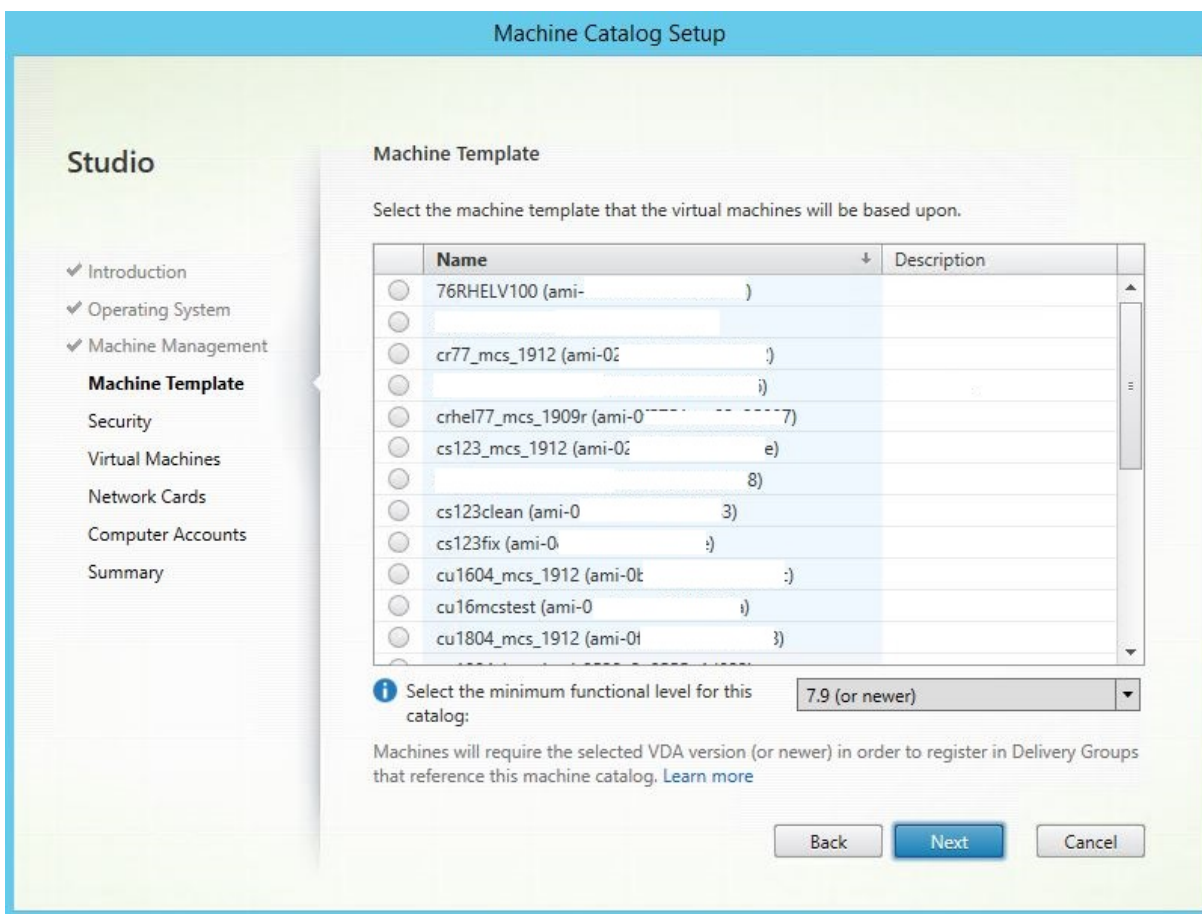 Machine Catalog Setup
Studio
Introduction
Operating System
Machine Management
Machine Template
Security
Virtual Machines
Network Cards
Computer Accounts
Summary
Machine Template
Select the machine template that the virtual machines will be based upon.
Name Description
76RHELV100 (ami- )
cr77_mcs_1912 (ami-02 )
)
crhel77_mcs_1909r (ami-0 7)
cs123_mcs_1912 (ami-02 e)
8)
cs123clean (ami-0 3)
cs123fix (ami-0 )
cu1604_mcs_1912 (ami-0b )
cu16mcstest (ami-0 )
cu1804_mcs_1912 (ami-0f 3)
Select the minimum functional level for this
catalog:
7.9 (or newer)
Machines will require the selected VDA version (or newer) in order to register in Delivery Groups
that reference this machine catalog. Learn more
Back Next Cancel